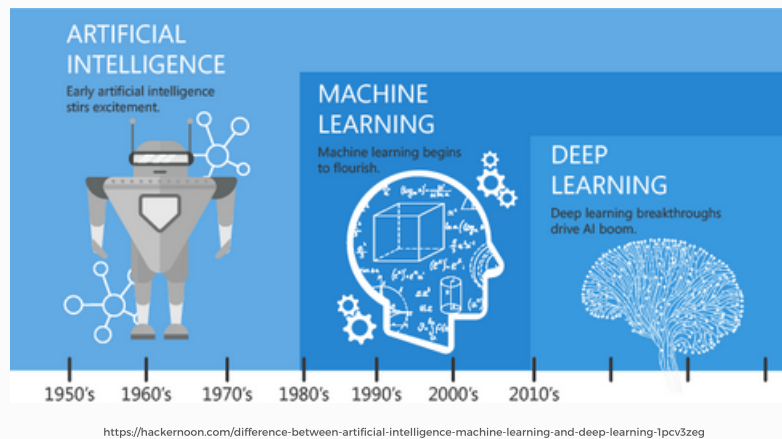 ARTIFICIAL
INTELLIGENCE
Early artificial intelligence
stirs excitement.
MACHINE
LEARNING
Machine learning begins
to flourish.
DEEP
LEARNING
Deep learning breakthroughs
drive AI boom.
1950's 1960's 1970's 1980's 1990's 2000's 2010's
https://hackernoon.com/difference-between-artificial-intelligence-machine-learning-and-deep-learning-1pcv3zeg